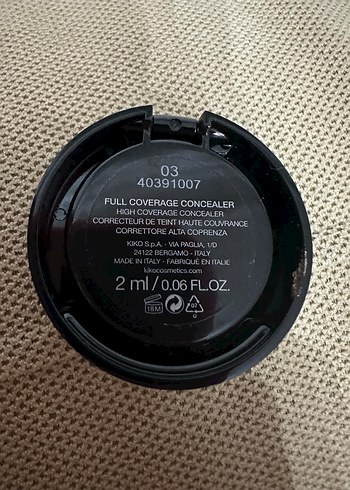 03
40391007
FULL COVERAGE CONCEALER
HIGH COVERAGE CONCEALER
CORRECTEUR DE TEINT HAUTE COUVRANCE
CORRETTORE ALTA COPRENZA
KIKO S.p.A. - VIA PAGLIA, 1/D
24122 BERGAMO - ITALY
MADE IN ITALY - FABRIQUÉ EN ITALIE
kikocosmetics.com
2 ml / 0.06 FL.OZ.
18M
07